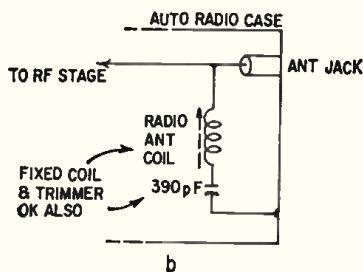 AUTO RADIO CASE
TO RF STAGE
ANT JACK
RADIO
ANT
COIL
FIXED COIL
& TRIMMER
OK ALSO
390pF
b